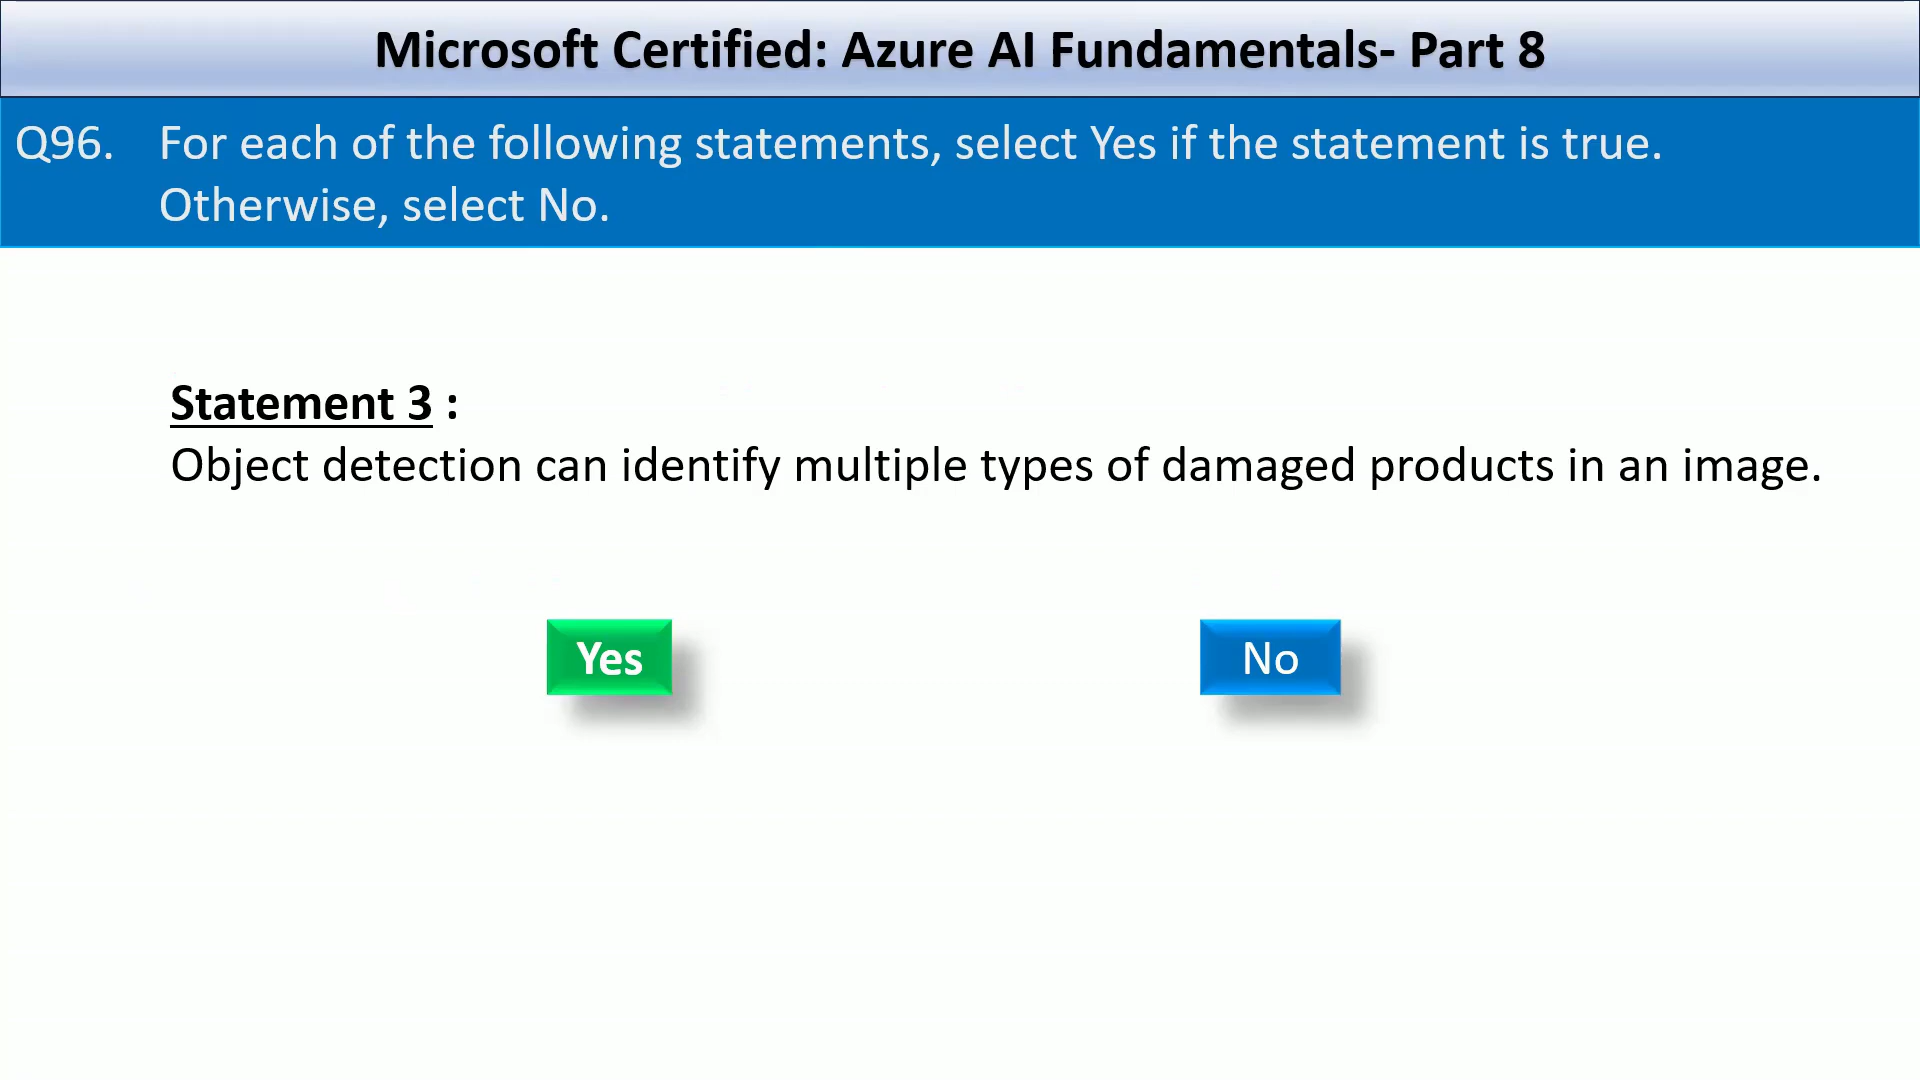 Microsoft Certified: Azure AI Fundamentals- Part 8
Q96. For each of the following statements, select Yes if the statement is true.
Otherwise, select No.
Statement 3 :
Object detection can identify multiple types of damaged products in an image.
Yes
No